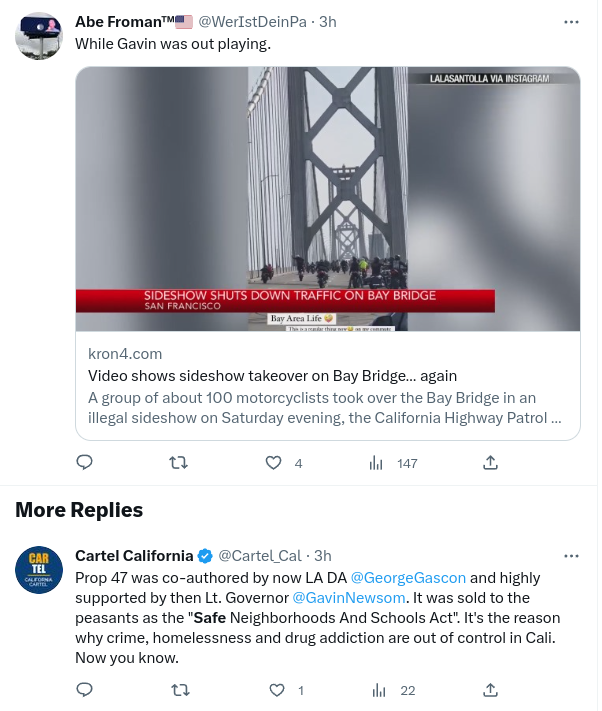 Abe Froman™🇺🇸 @WerIstDeinPa · 3h
While Gavin was out playing.
LALASANTOLLA VIA INSTAGRAM
SIDESHOW SHUTS DOWN TRAFFIC ON BAY BRIDGE
SAN FRANCISCO
Bay Area Life 😂
This is a regular thing now😂 on my commute
kron4.com
Video shows sideshow takeover on Bay Bridge... again
A group of about 100 motorcyclists took over the Bay Bridge in an
illegal sideshow on Saturday evening, the California Highway Patrol ...
4 147
More Replies
CAR
TEL
CALIFORNIA
CARTEL
Cartel California @Cartel_Cal · 3h
Prop 47 was co-authored by now LA DA @GeorgeGascon and highly
supported by then Lt. Governor @GavinNewsom. It was sold to the
peasants as the "Safe Neighborhoods And Schools Act". It's the reason
why crime, homelessness and drug addiction are out of control in Cali.
Now you know.
1 22